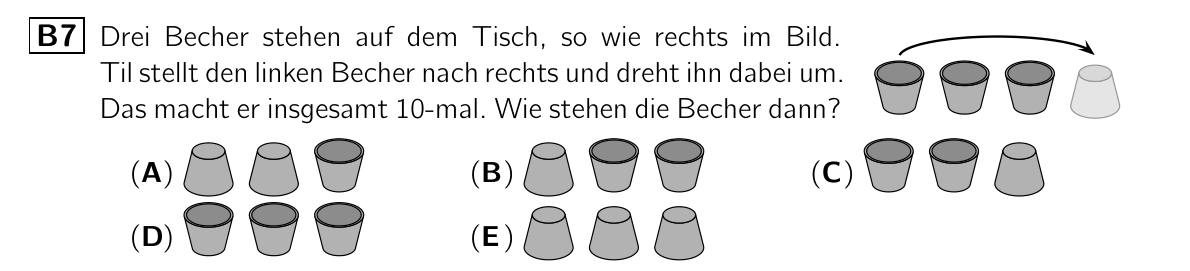 B7 Drei Becher stehen auf dem Tisch, so wie rechts im Bild.
Til stellt den linken Becher nach rechts und dreht ihn dabei um.
Das macht er insgesamt 10-mal. Wie stehen die Becher dann?
(A) (B) (C)
(D) (E)